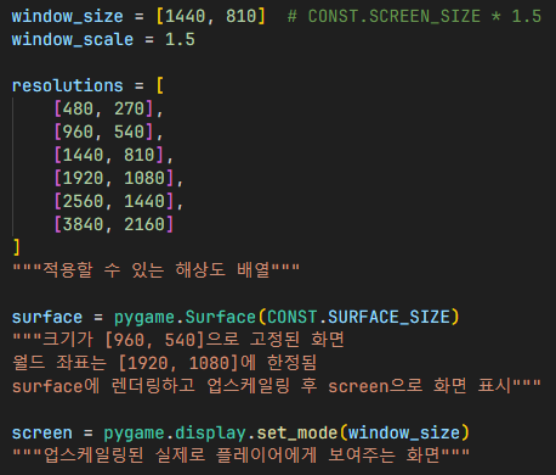 window_size = [1440, 810]  # CONST.SCREEN_SIZE * 1.5
window_scale = 1.5
resolutions = [
    [480, 270],
    [960, 540],
    [1440, 810],
    [1920, 1080],
    [2560, 1440],
    [3840, 2160]
]
"""적용할 수 있는 해상도 배열"""
surface = pygame.Surface(CONST.SURFACE_SIZE)
"""크기가 [960, 540]으로 고정된 화면
월드 좌표는 [1920, 1080]에 한정됨
surface에 렌더링하고 업스케일링 후 screen으로 화면 표시"""
screen = pygame.display.set_mode(window_size)
"""업스케일링된 실제로 플레이어에게 보여주는 화면"""